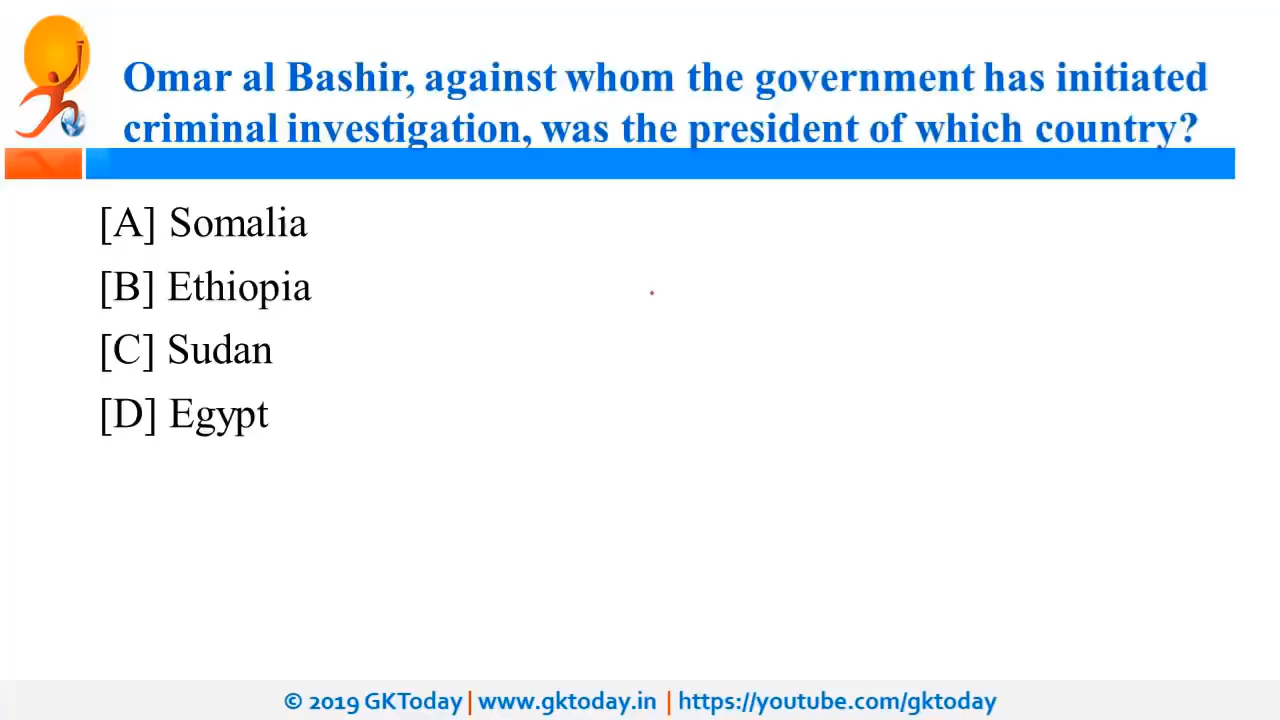 Omar al Bashir, against whom the government has initiated
criminal investigation, was the president of which country?
[A] Somalia
[B] Ethiopia
[C] Sudan
[D] Egypt
© 2019 GKToday | www.gktoday.in | https://youtube.com/gktoday